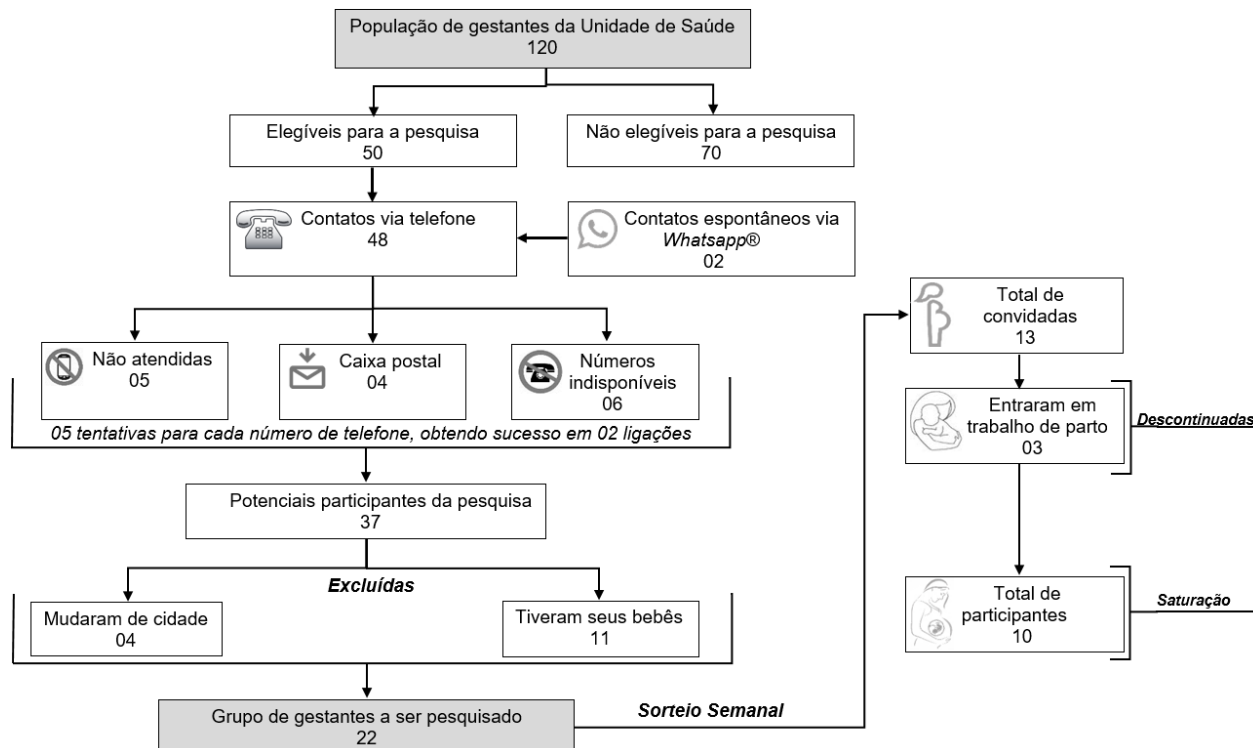 População de gestantes da Unidade de Saúde
120
Elegíveis para a pesquisa
50
Não elegíveis para a pesquisa
70
Contatos via telefone
48
Contatos espontâneos via
Whatsapp®
02
Não atendidas
05
Caixa postal
04
Números
indisponíveis
06
05 tentativas para cada número de telefone, obtendo sucesso em 02 ligações
Potenciais participantes da pesquisa
37
Excluídas
Mudaram de cidade
04
Tiveram seus bebês
11
Grupo de gestantes a ser pesquisado
22
Sorteio Semanal
Total de
convidadas
13
Entraram em
trabalho de parto
03
Descontinuadas
Total de
participantes
10
Saturação